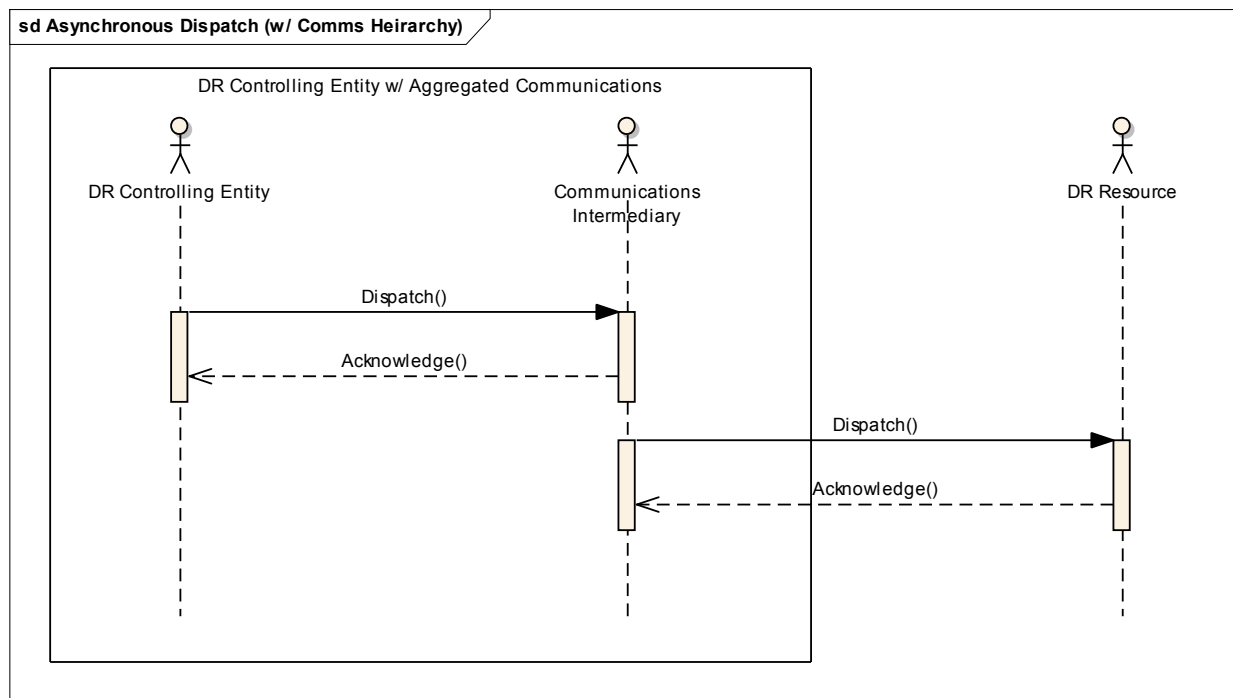 sd Asynchronous Dispatch (w/ Comms Heirarchy)
DR Controlling Entity w/ Aggregated Communications
DR Controlling Entity
Communications
Intermediary
DR Resource
Dispatch()
Acknowledge()
Dispatch()
Acknowledge()